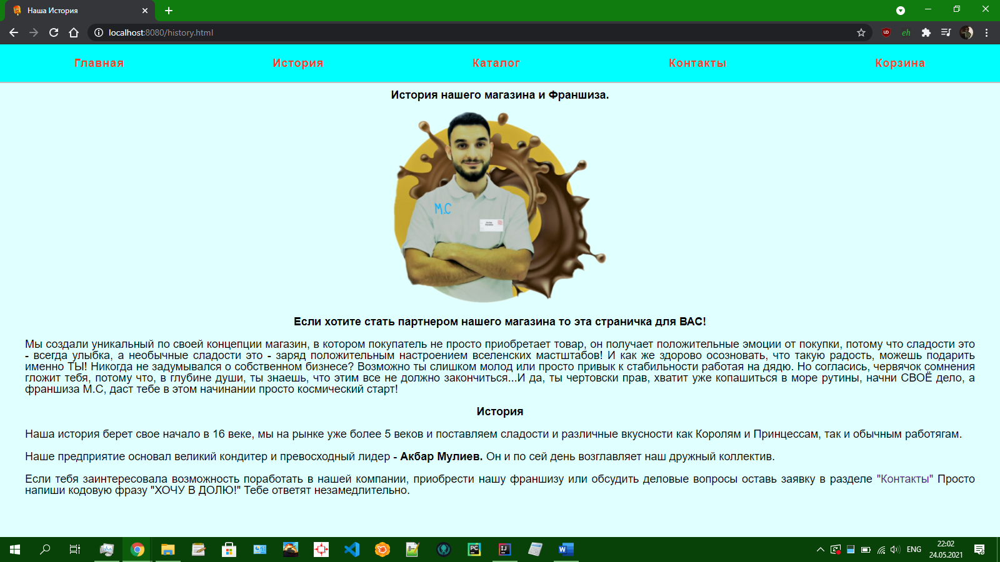 Наша История
localhost:8080/history.html
Главная
История
Каталог
Контакты
Корзина
История нашего магазина и Франшиза.
М.С
Если хотите стать партнером нашего магазина то эта страничка для ВАС!
Мы создали уникальный по своей концепции магазин, в котором покупатель не просто приобретает товар, он получает положительные эмоции от покупки, потому что сладости это
- всегда улыбка, а необычные сладости это - заряд положительным настроением вселенских мастштабов! И как же здорово осозновать, что такую радость, можешь подарить
именно ТЫ! Никогда не задумывался о собственном бизнесе? Возможно ты слишком молод или просто привык к стабильности работая на дядю. Но согласись, червячок сомнения
гложит тебя, потому что, в глубине души, ты знаешь, что этим все не должно закончиться...И да, ты чертовски прав, хватит уже копашиться в море рутины, начни СВОЁ дело, а
франшиза М.С, даст тебе в этом начинании просто космический старт!
История
Наша история берет свое начало в 16 веке, мы на рынке уже более 5 веков и поставляем сладости и различные вкусности как Королям и Принцессам, так и обычным работягам.
Наше предприятие основал великий кондитер и превосходный лидер - Акбар Мулиев. Он и по сей день возглавляет наш дружный коллектив.
Если тебя заинтересовала возможность поработать в нашей компании, приобрести нашу франшизу или обсудить деловые вопросы оставь заявку в разделе "Контакты" Просто
напиши кодовую фразу "ХОЧУ В ДОЛЮ!" Тебе ответят незамедлительно.
ENG
22:02
24.05.2021